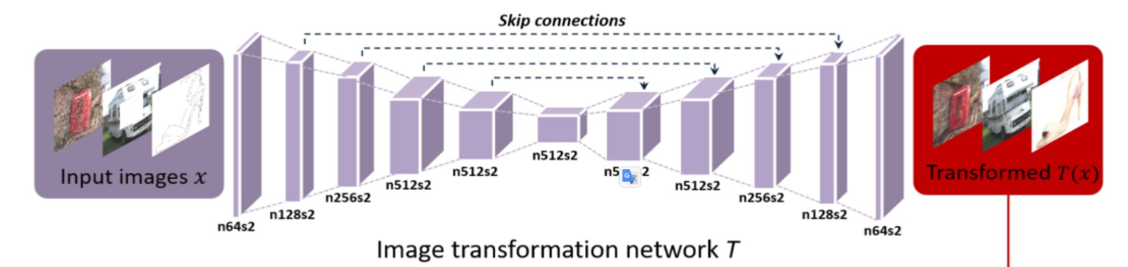 Skip connections
Input images x
Transformed T(x)
n64s2
n128s2
n256s2
n512s2
n512s2
n512s2
n512s2
n256s2
n128s2
n64s2
Image transformation network T